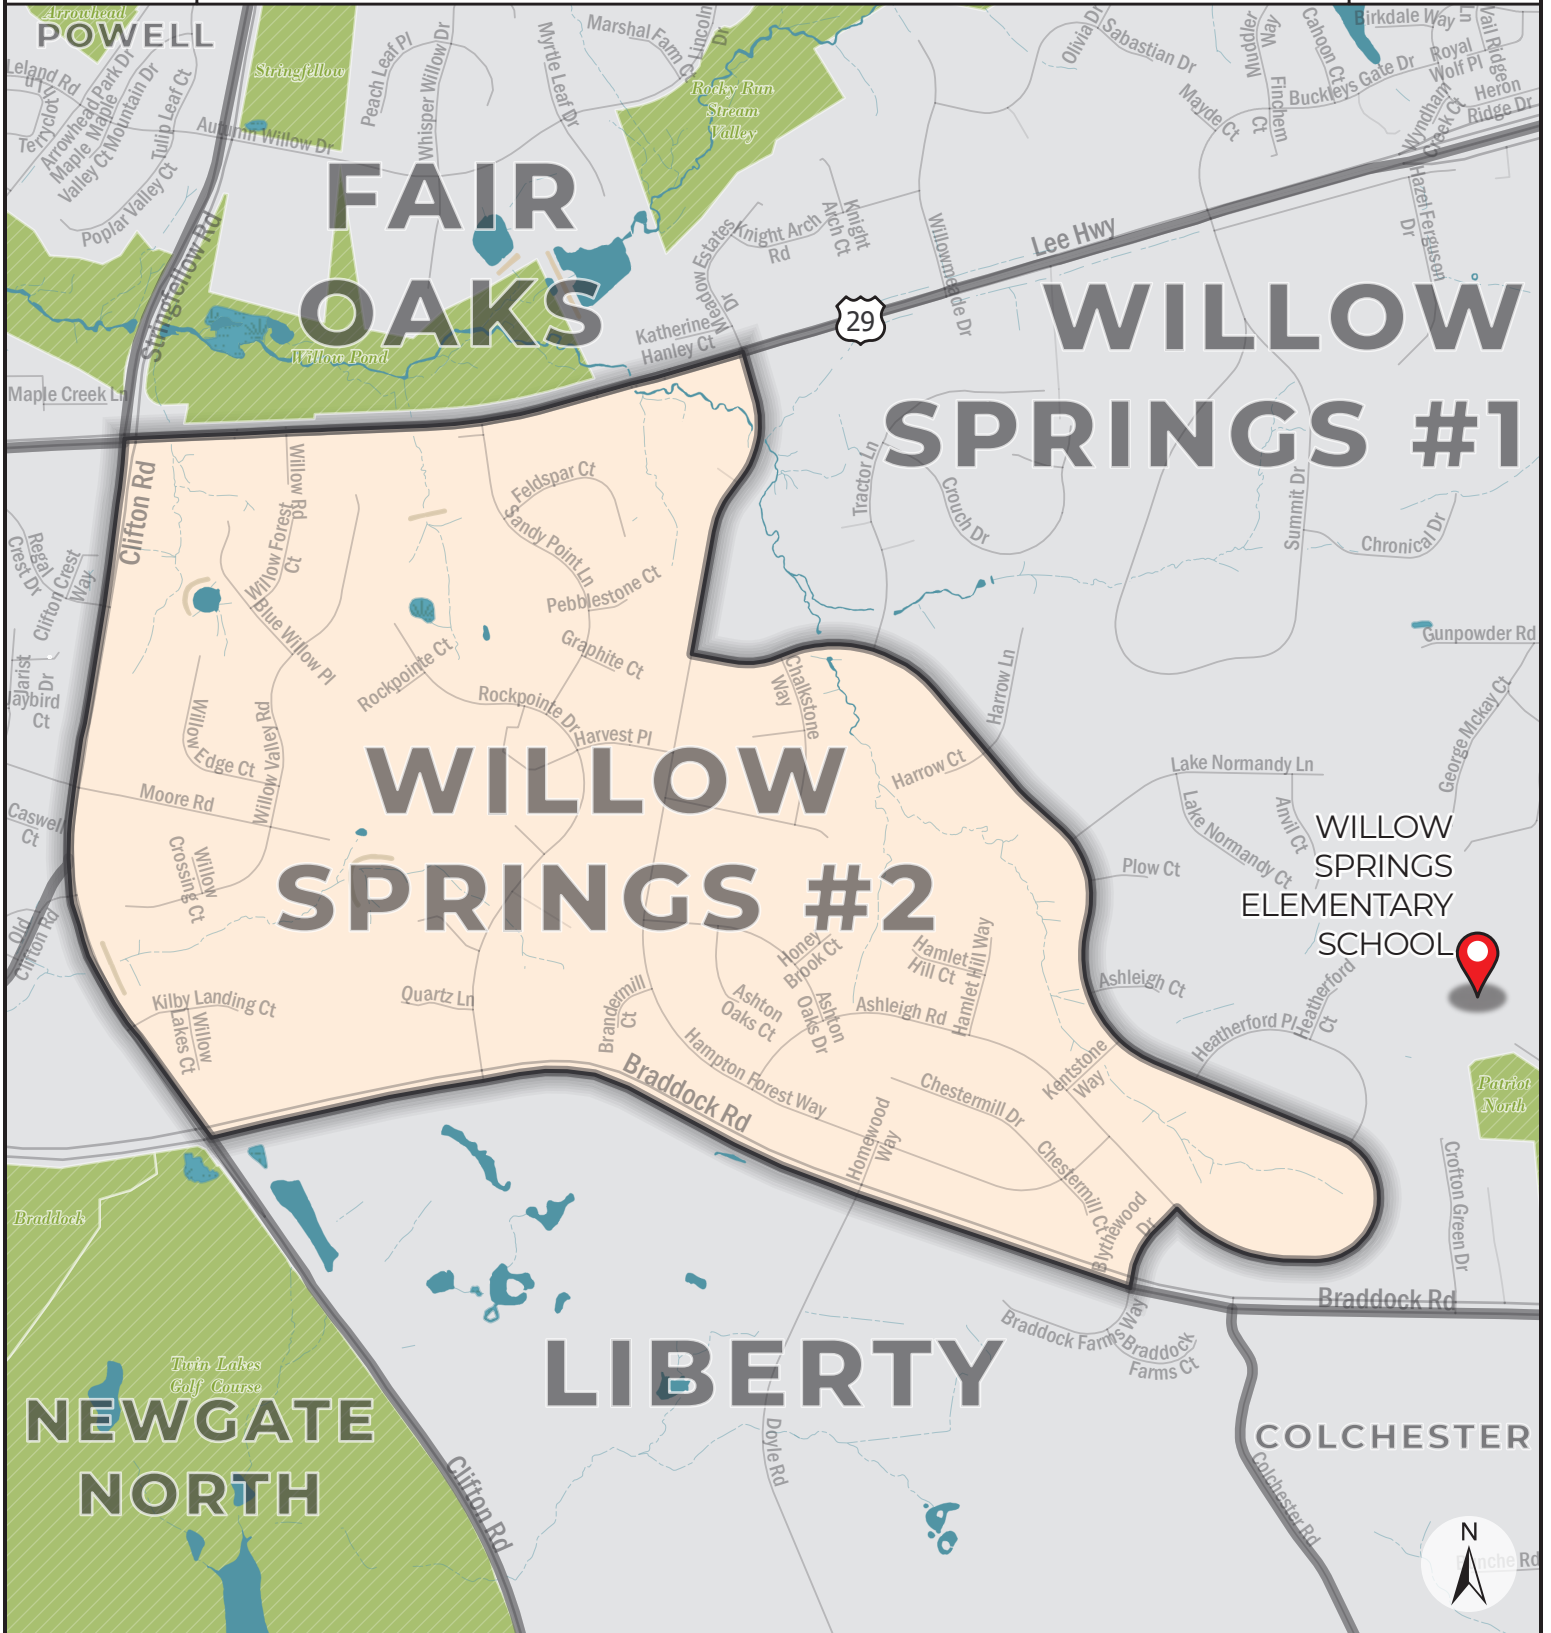 Arrowhead
POWELL
Leland Rd
Arrowhead Park Dr
Maple Maple
Valley Ct
Mountain Dr
Tulip Leaf Ct
Poplar Valley Ct
Autumn Willow Dr
Stringfellow
Stringfellow Rd
Peach Leaf Pl
Whisper Willow Dr
Myrtle Leaf Dr
Marshal Farm Ct
Lincoln
Dr
Rocky Run
Stream
Valley
Olivia Dr
Sabastian Dr
Mayde Ct
Muddler
Way
Finchem
Ct
Cahoon Ct
Birkdale Way
Ln
Vail Ridge
Buckleys Gate Dr
Royal
Wolf Pl
Heron
Ridge Dr
Wyndham
Creek Ct
Hazel Ferguson
Dr
FAIR
OAKS
Willow Pond
Knight Arch
Rd
Knight
Arch Ct
Meadow Estates
Dr
Katherine
Hanley Ct
Willowmeade Dr
Lee Hwy
29
WILLOW
SPRINGS #1
Maple Creek Ln
Clifton Rd
Regal
Crest Dr
Clifton Crest
Way
Jarist
Dr
Jaybird
Ct
Caswell
Ct
Old
Clifton Rd
Willow Rd
Willow Forest
Ct
Blue Willow Pl
Feldspar Ct
Sandy Point Ln
Pebblestone Ct
Graphite Ct
Rockpointe Ct
Rockpointe Dr
Harvest Pl
Willow
Edge Ct
Willow Valley Rd
Moore Rd
Willow
Crossing Ct
Tractor Ln
Crouch Dr
Summit Dr
Chronical Dr
Gunpowder Rd
Harrow Ln
Harrow Ct
Chalkstone
Way
George Mckay Ct
Lake Normandy Ln
Lake Normandy Ct
Anvil Ct
Plow Ct
WILLOW
SPRINGS #2
WILLOW
SPRINGS
ELEMENTARY
SCHOOL
Kilby Landing Ct
Willow
Lakes Ct
Quartz Ln
Brandermill
Ct
Honey
Brook Ct
Ashton
Oaks Ct
Ashton
Oaks Dr
Hamlet
Hill Ct
Hamlet Hill Way
Ashleigh Rd
Ashleigh Ct
Heatherford Pl
Heatherford
Ct
Hampton Forest Way
Braddock Rd
Chestermill Dr
Kentstone
Way
Homewood
Way
Chestermill Ct
Blythewood
Dr
Patriot
North
Crofton Green Dr
Braddock Rd
Braddock
Braddock Farms Way
Braddock
Farms Ct
LIBERTY
Twin Lakes
Golf Course
NEWGATE
NORTH
Clifton Rd
Doyle Rd
COLCHESTER
Colchester Rd
N